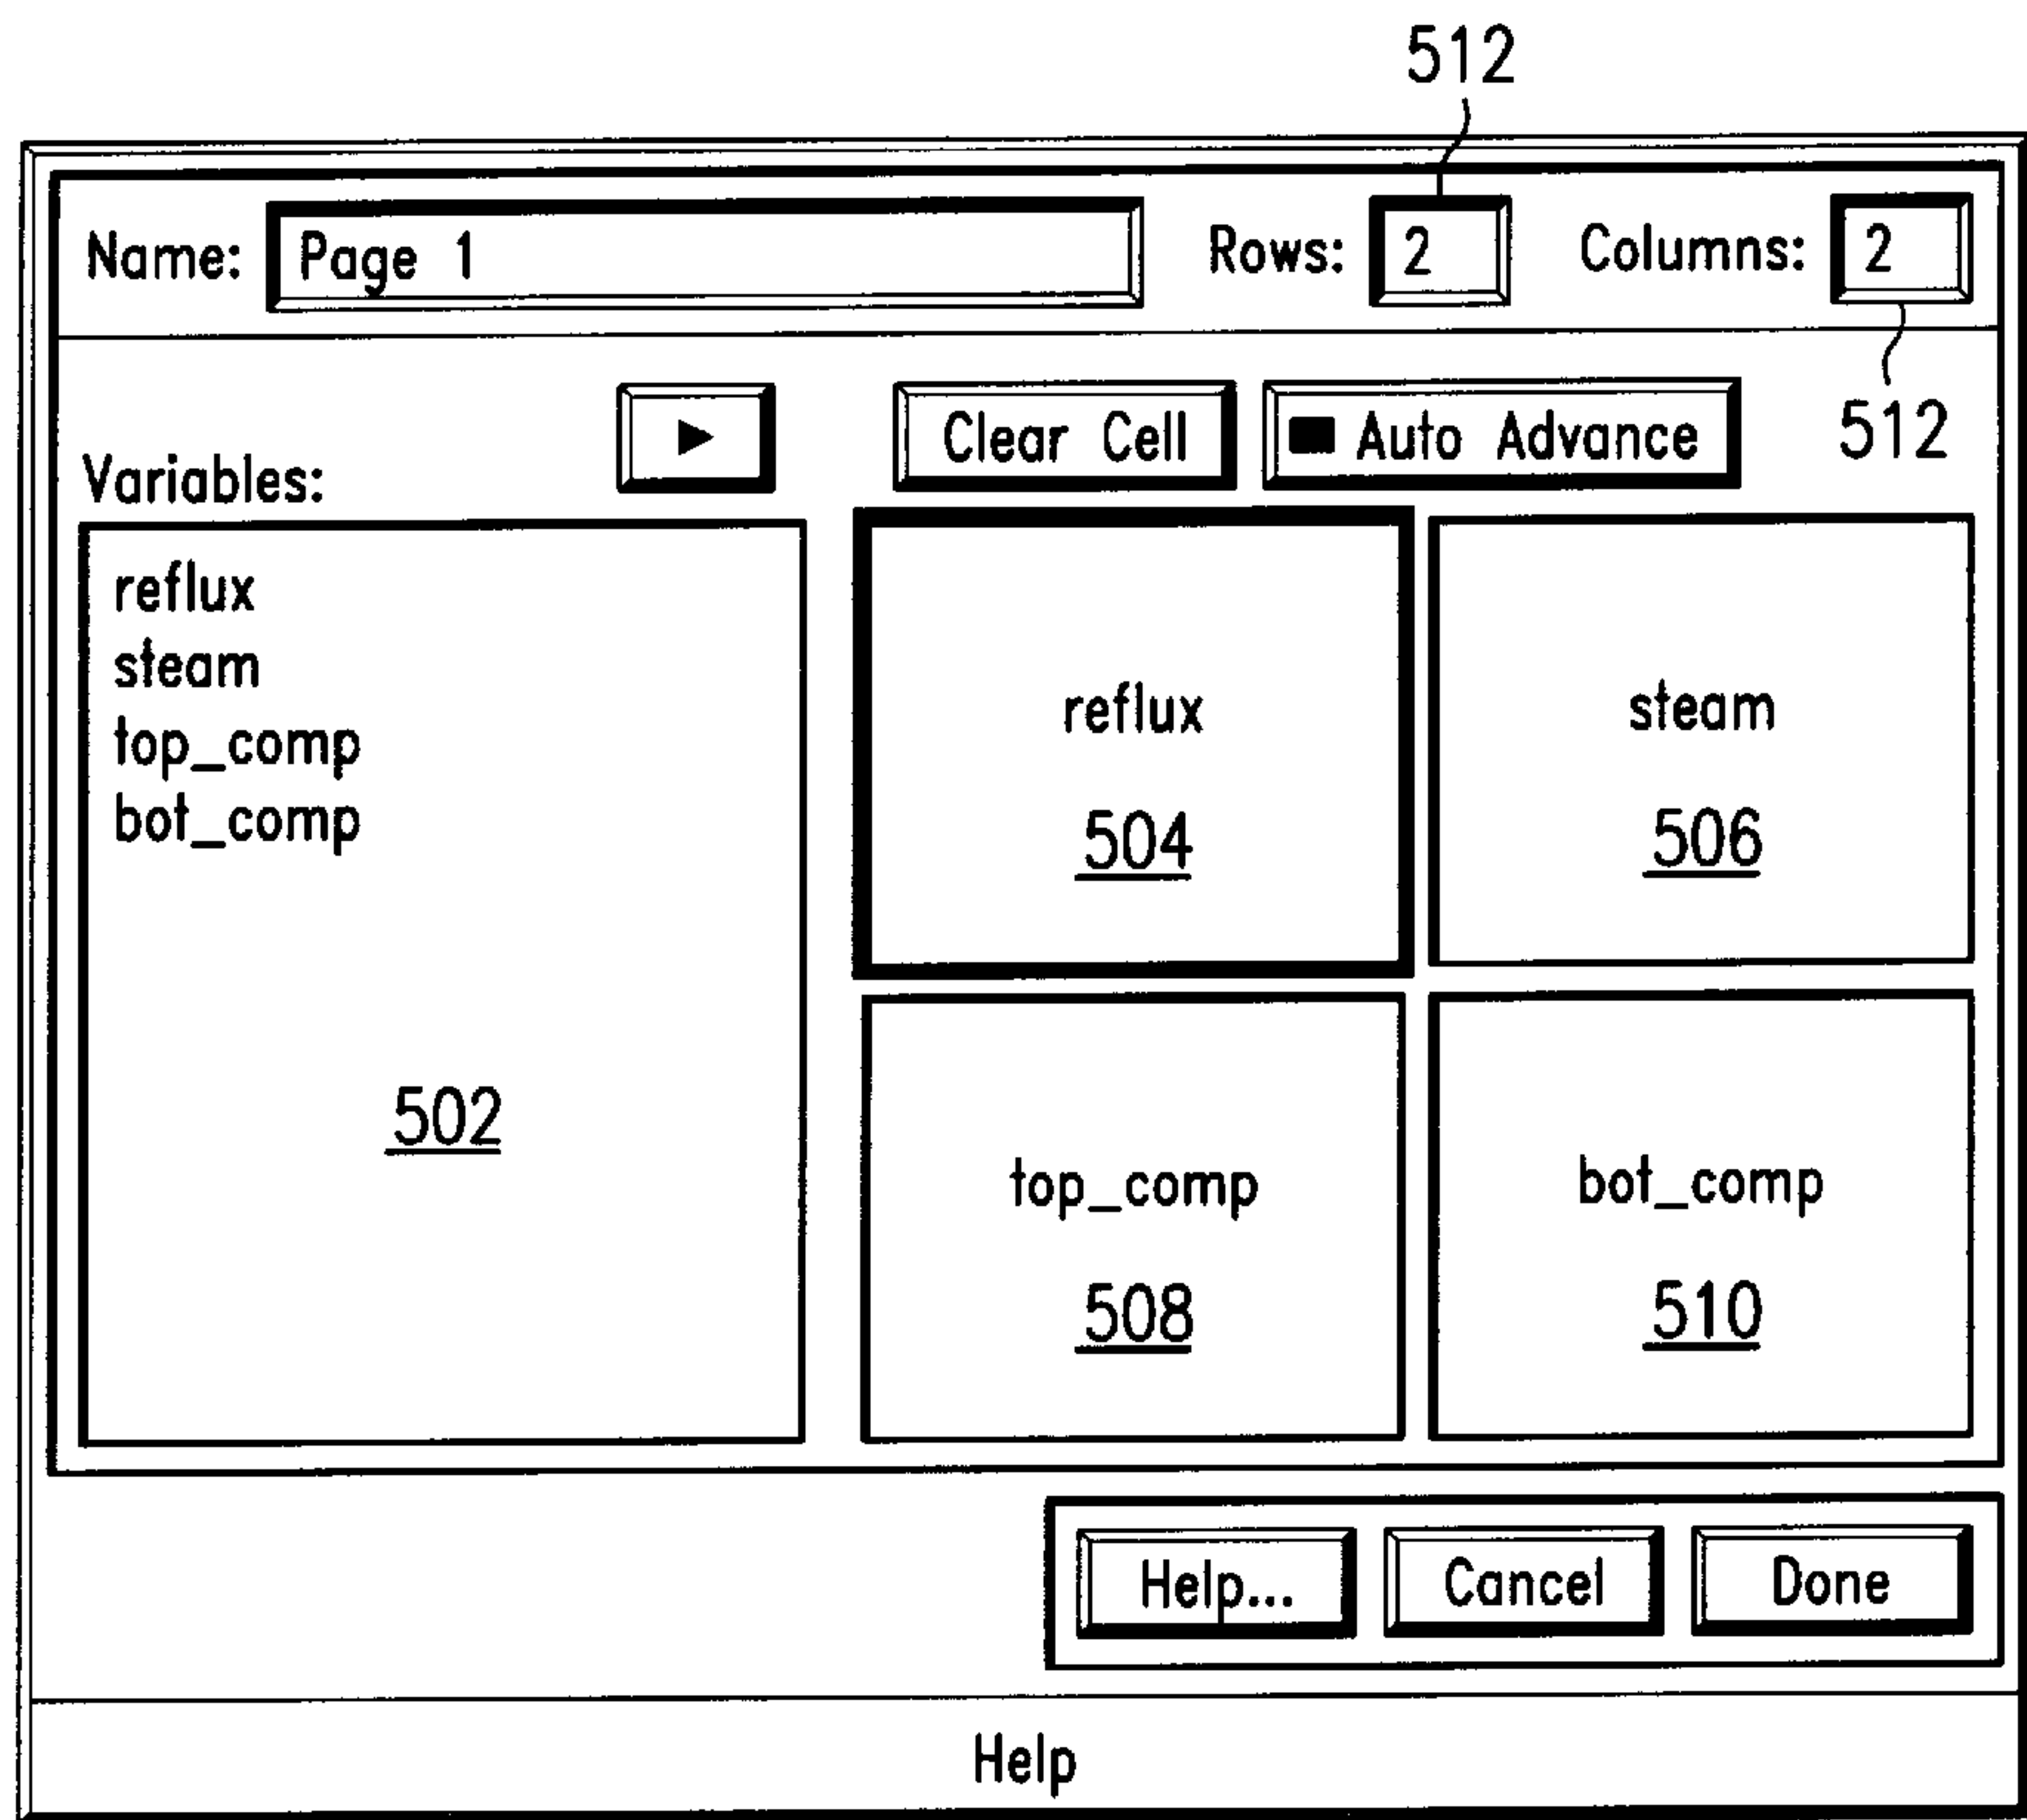 512
Name: Page 1 Rows: 2 Columns: 2
512
Clear Cell Auto Advance
Variables:
reflux
steam
top_comp
bot_comp
502
reflux
504
steam
506
top_comp
508
bot_comp
510
Help... Cancel Done
Help